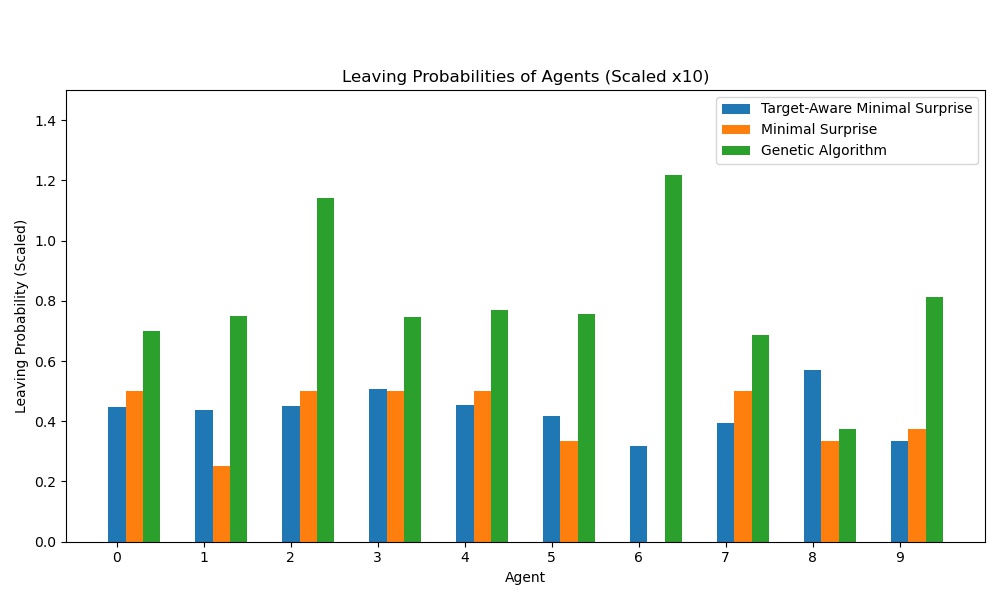 Leaving Probabilities of Agents (Scaled x10)
Target-Aware Minimal Surprise
Minimal Surprise
Genetic Algorithm
Leaving Probability (Scaled)
1.4
1.2
1.0
0.8
0.6
0.4
0.2
0.0
0 1 2 3 4 5 6 7 8 9
Agent